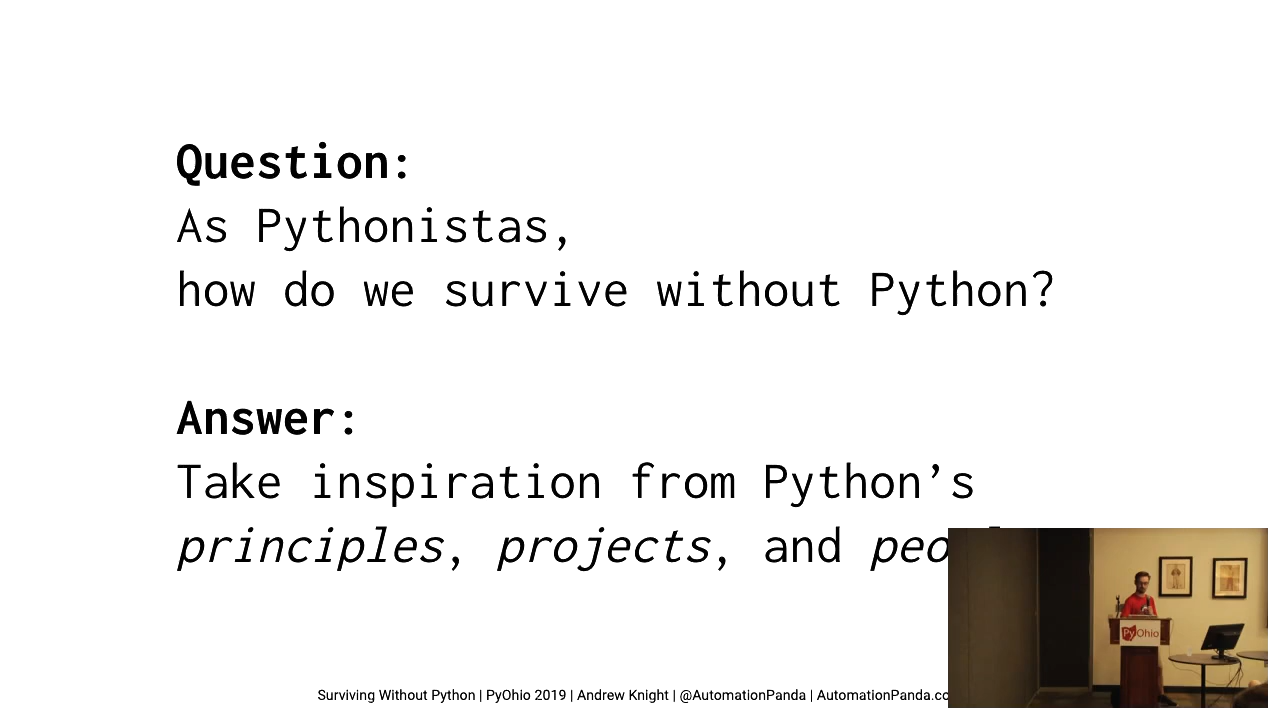 Question:
As Pythonistas,
how do we survive without Python?
Answer:
Take inspiration from Python’s
principles, projects, and
Surviving Without Python | PyOhio 2019 | Andrew Knight | @AutomationPanda |
PyOhio